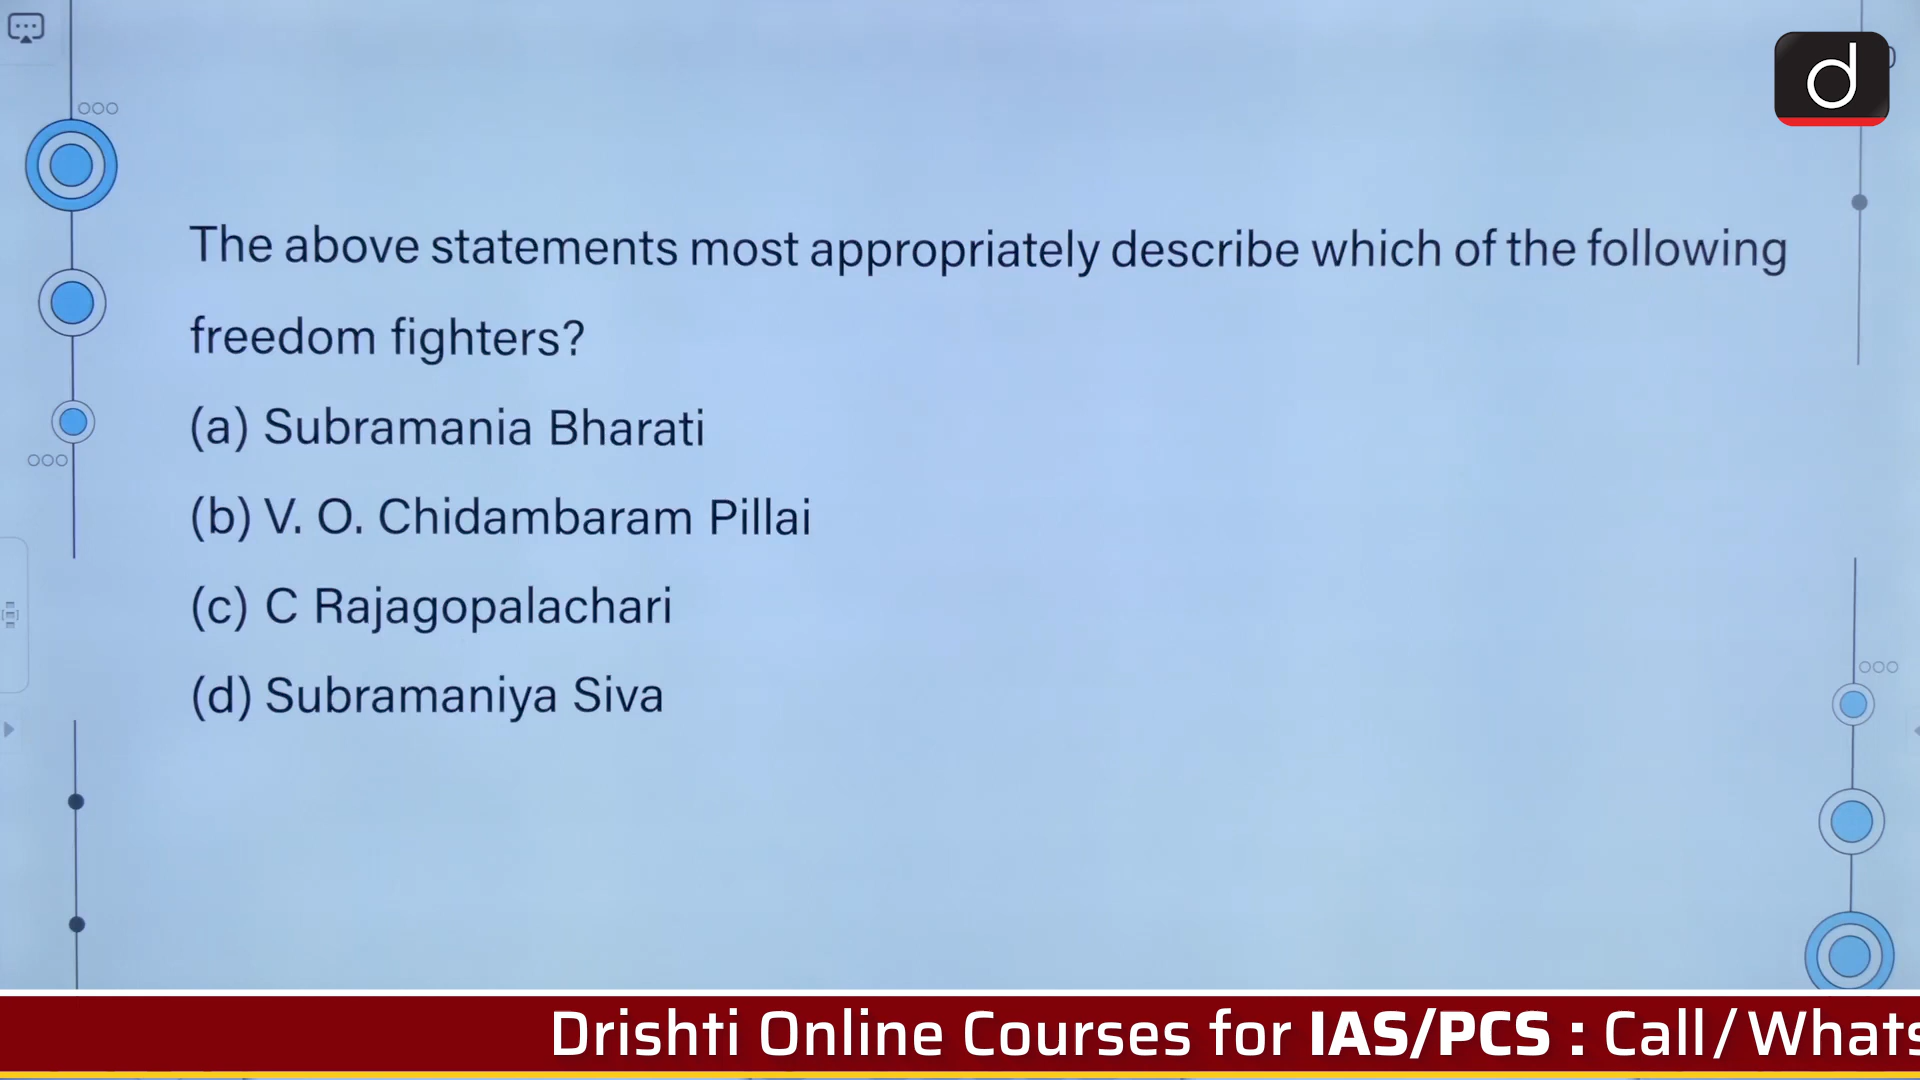 d
The above statements most appropriately describe which of the following
freedom fighters?
(a) Subramania Bharati
(b) V. O. Chidambaram Pillai
(c) C Rajagopalachari
(d) Subramaniya Siva
Drishti Online Courses for IAS/PCS : Call/Whats